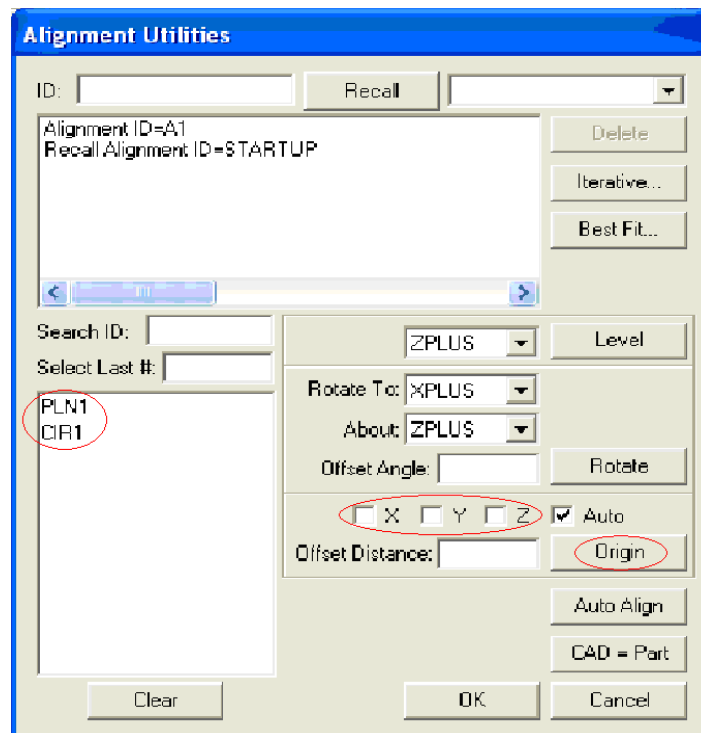 Alignment Utilities
ID: Recall
Alignment ID=A1
Recall Alignment ID=STARTUP
Delete
Iterative...
Best Fit...
Search ID:
Select Last #:
PLN1
CIR1
ZPLUS Level
Rotate To: XPLUS
About: ZPLUS
Offset Angle: Rotate
X Y Z Auto
Offset Distance: Origin
Auto Align
CAD = Part
Clear OK Cancel